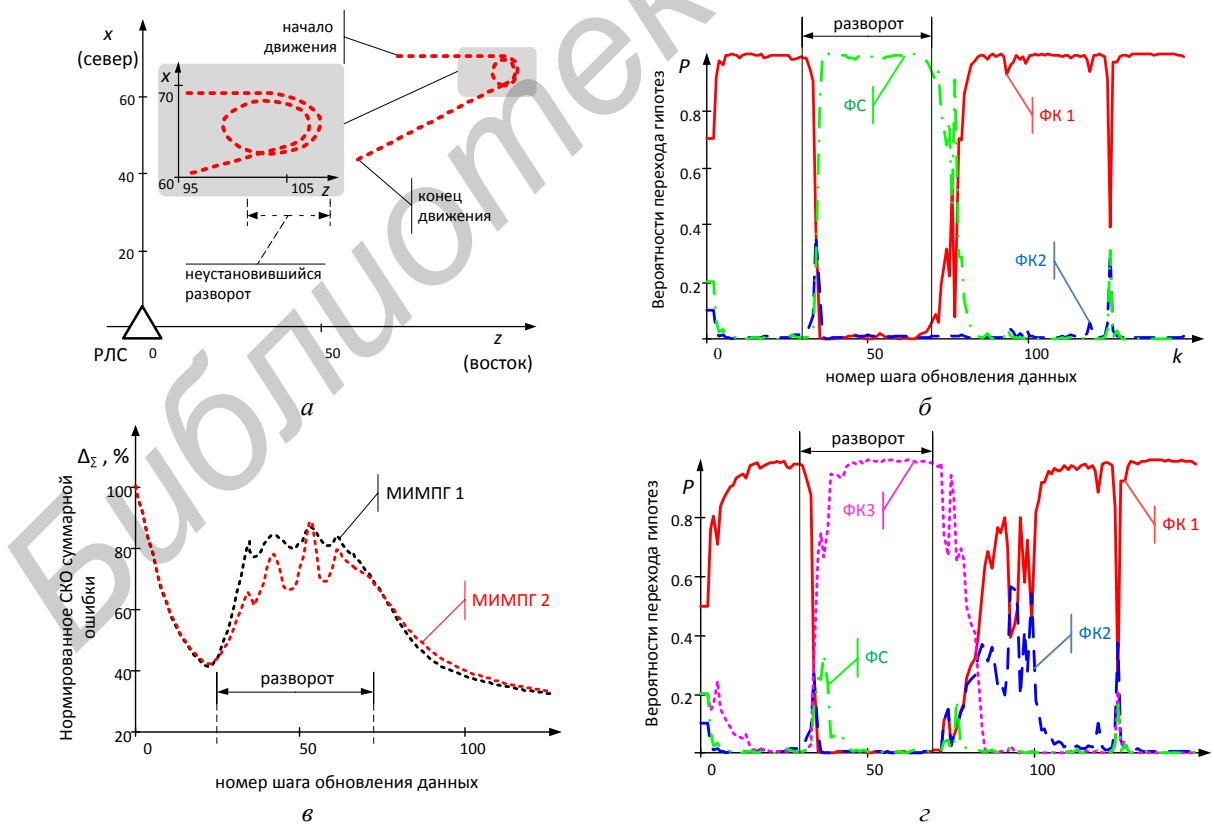 x
(север)
60
40
20
начало
движения
x
70
60
95
105
z
конец
движения
неустановившийся
разворот
РЛС
0
50
z
(восток)
а
разворот
Вероятности перехода гипотез
P
0.8
0.6
0.4
0.2
ФС
ФК 1
ФК2
0
50
100
k
номер шага обновления данных
б
Нормированное СКО суммарной
ошибки
ΔΣ , %
100
80
60
40
20
МИМПГ 1
МИМПГ 2
разворот
0
50
100
номер шага обновления данных
в
разворот
Вероятности перехода гипотез
P
0.8
0.6
0.4
0.2
ФК3
ФК 1
ФС
ФК2
0
50
100
номер шага обновления данных
г
Библиотек